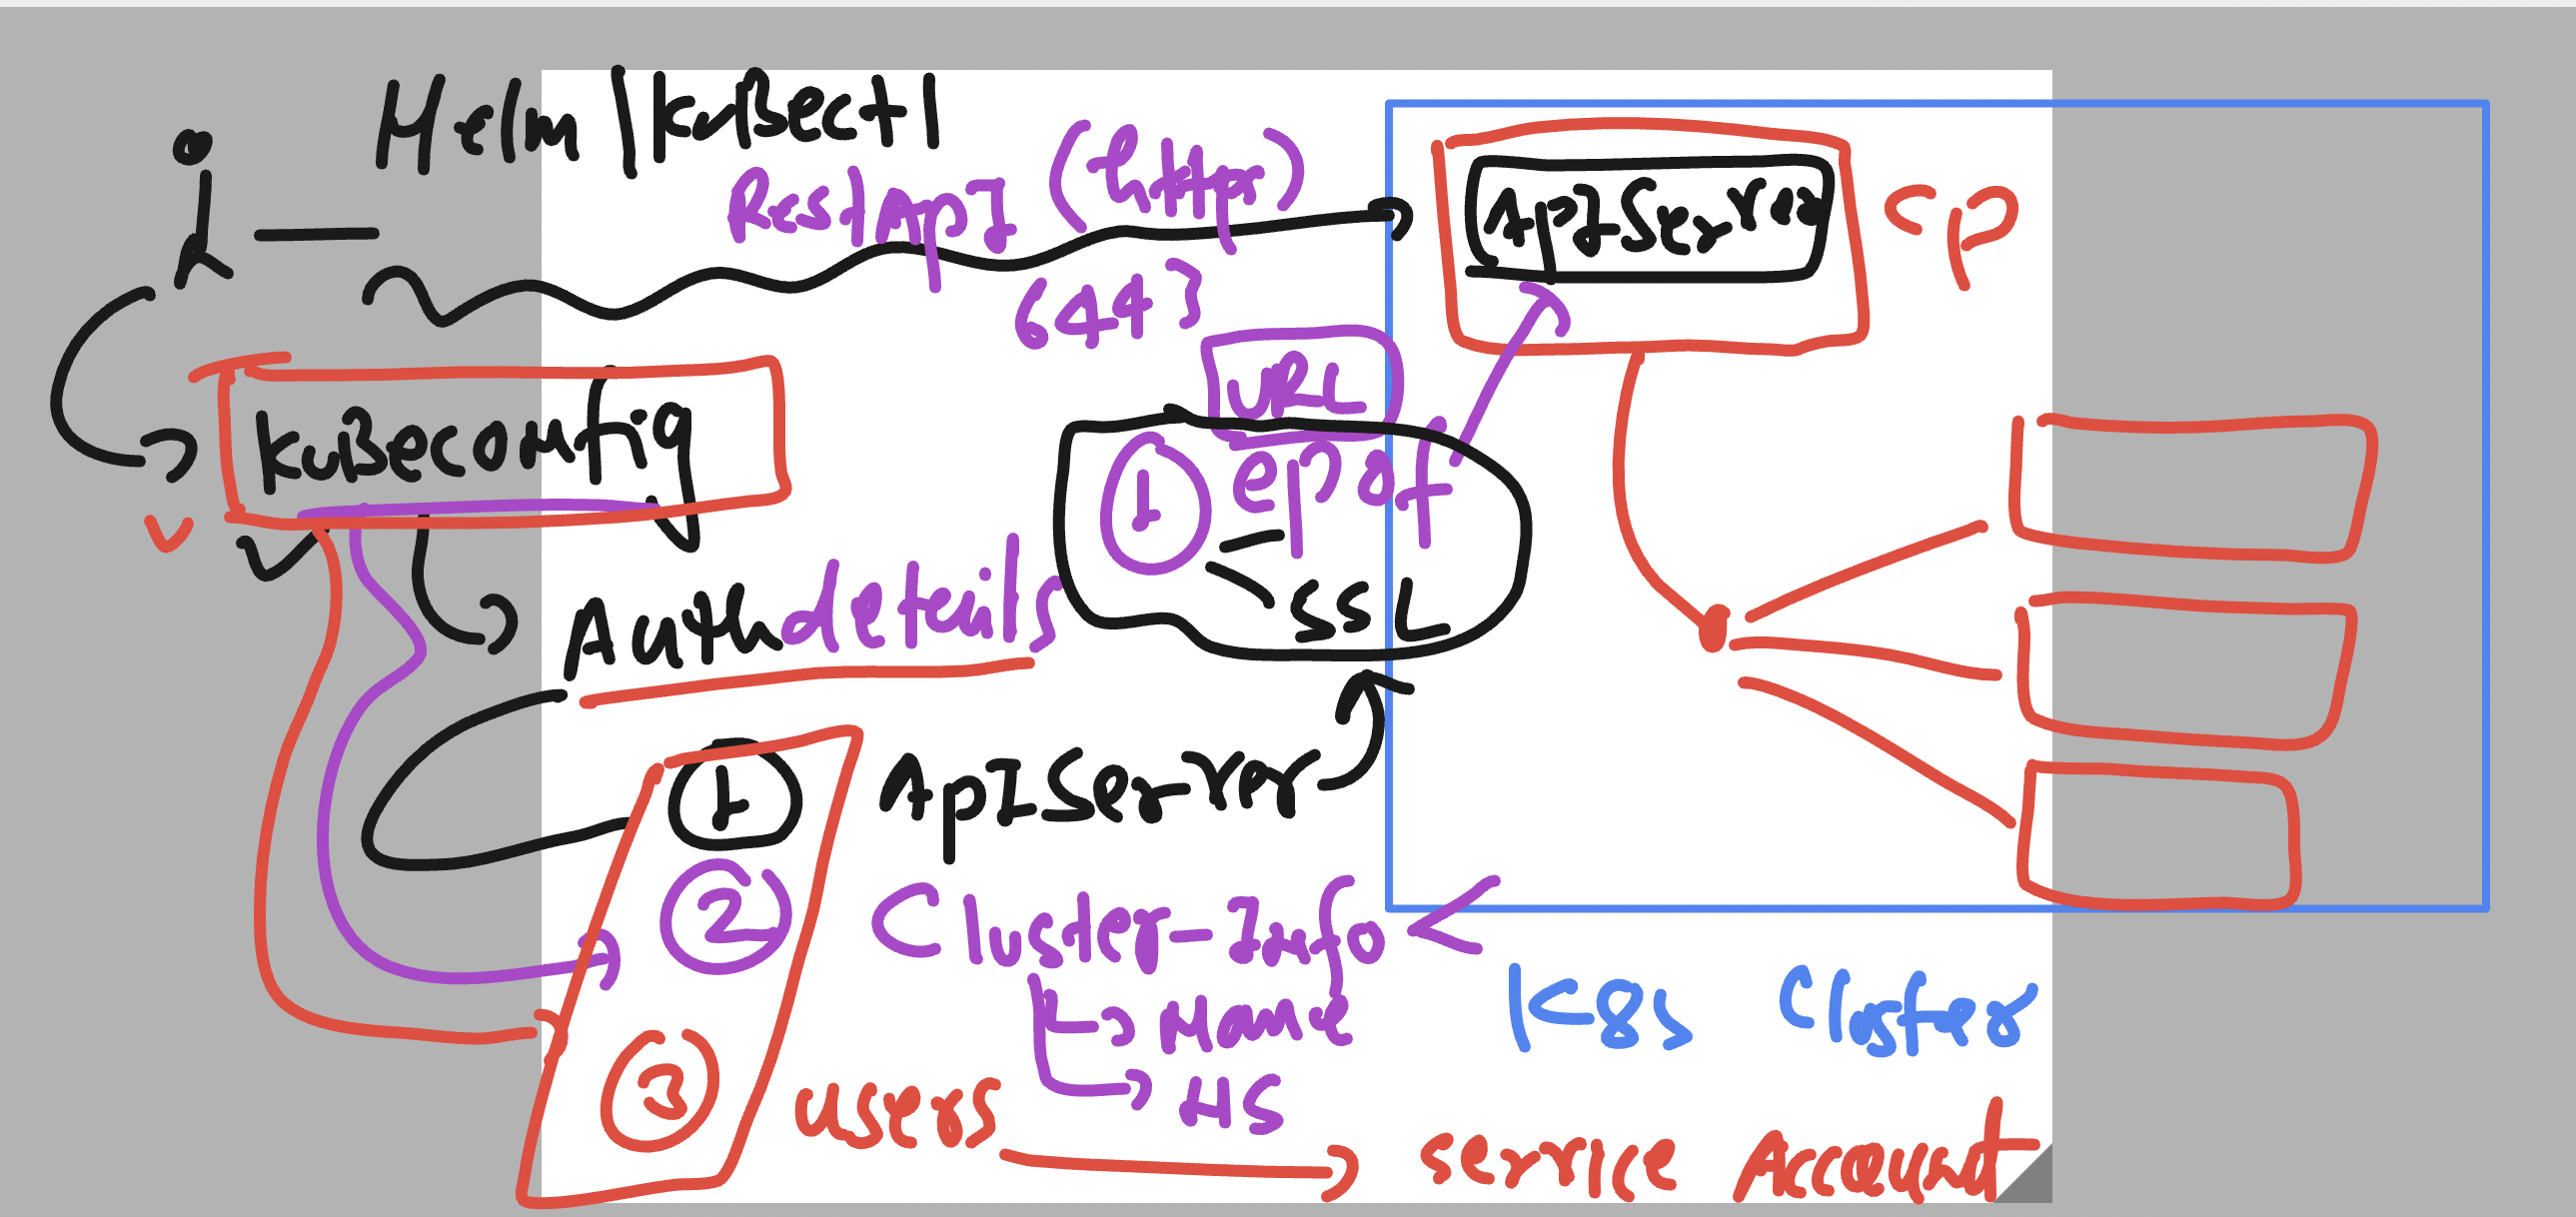 Helm | kuBectl
RestApI (https)
6443
ApIServer
CP
URL
kuBeconfig
1 ep of
SSL
Auth details
1 ApIServer
2 Cluster-Info
Name
NS
K8s Cluster
3 users
service Account